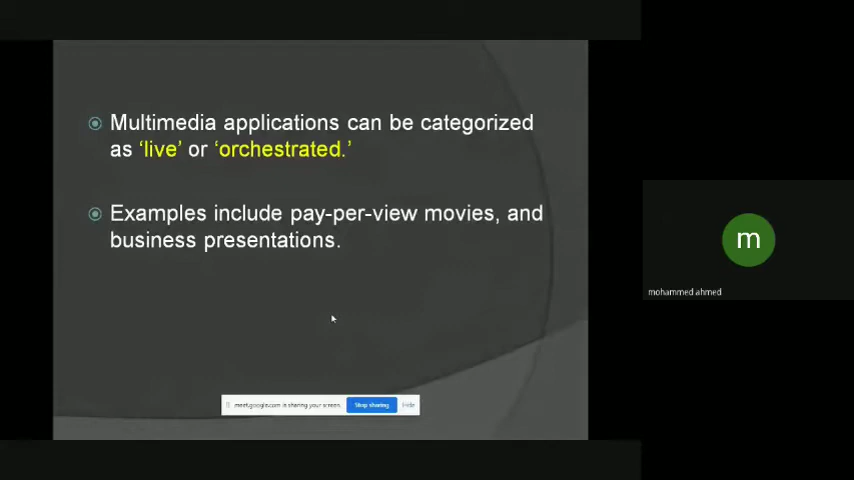 Multimedia applications can be categorized
as ‘live’ or ‘orchestrated.’
Examples include pay-per-view movies, and
business presentations.
m
mohammed ahmed
meet.google.com is sharing your screen.
Stop sharing
Hide